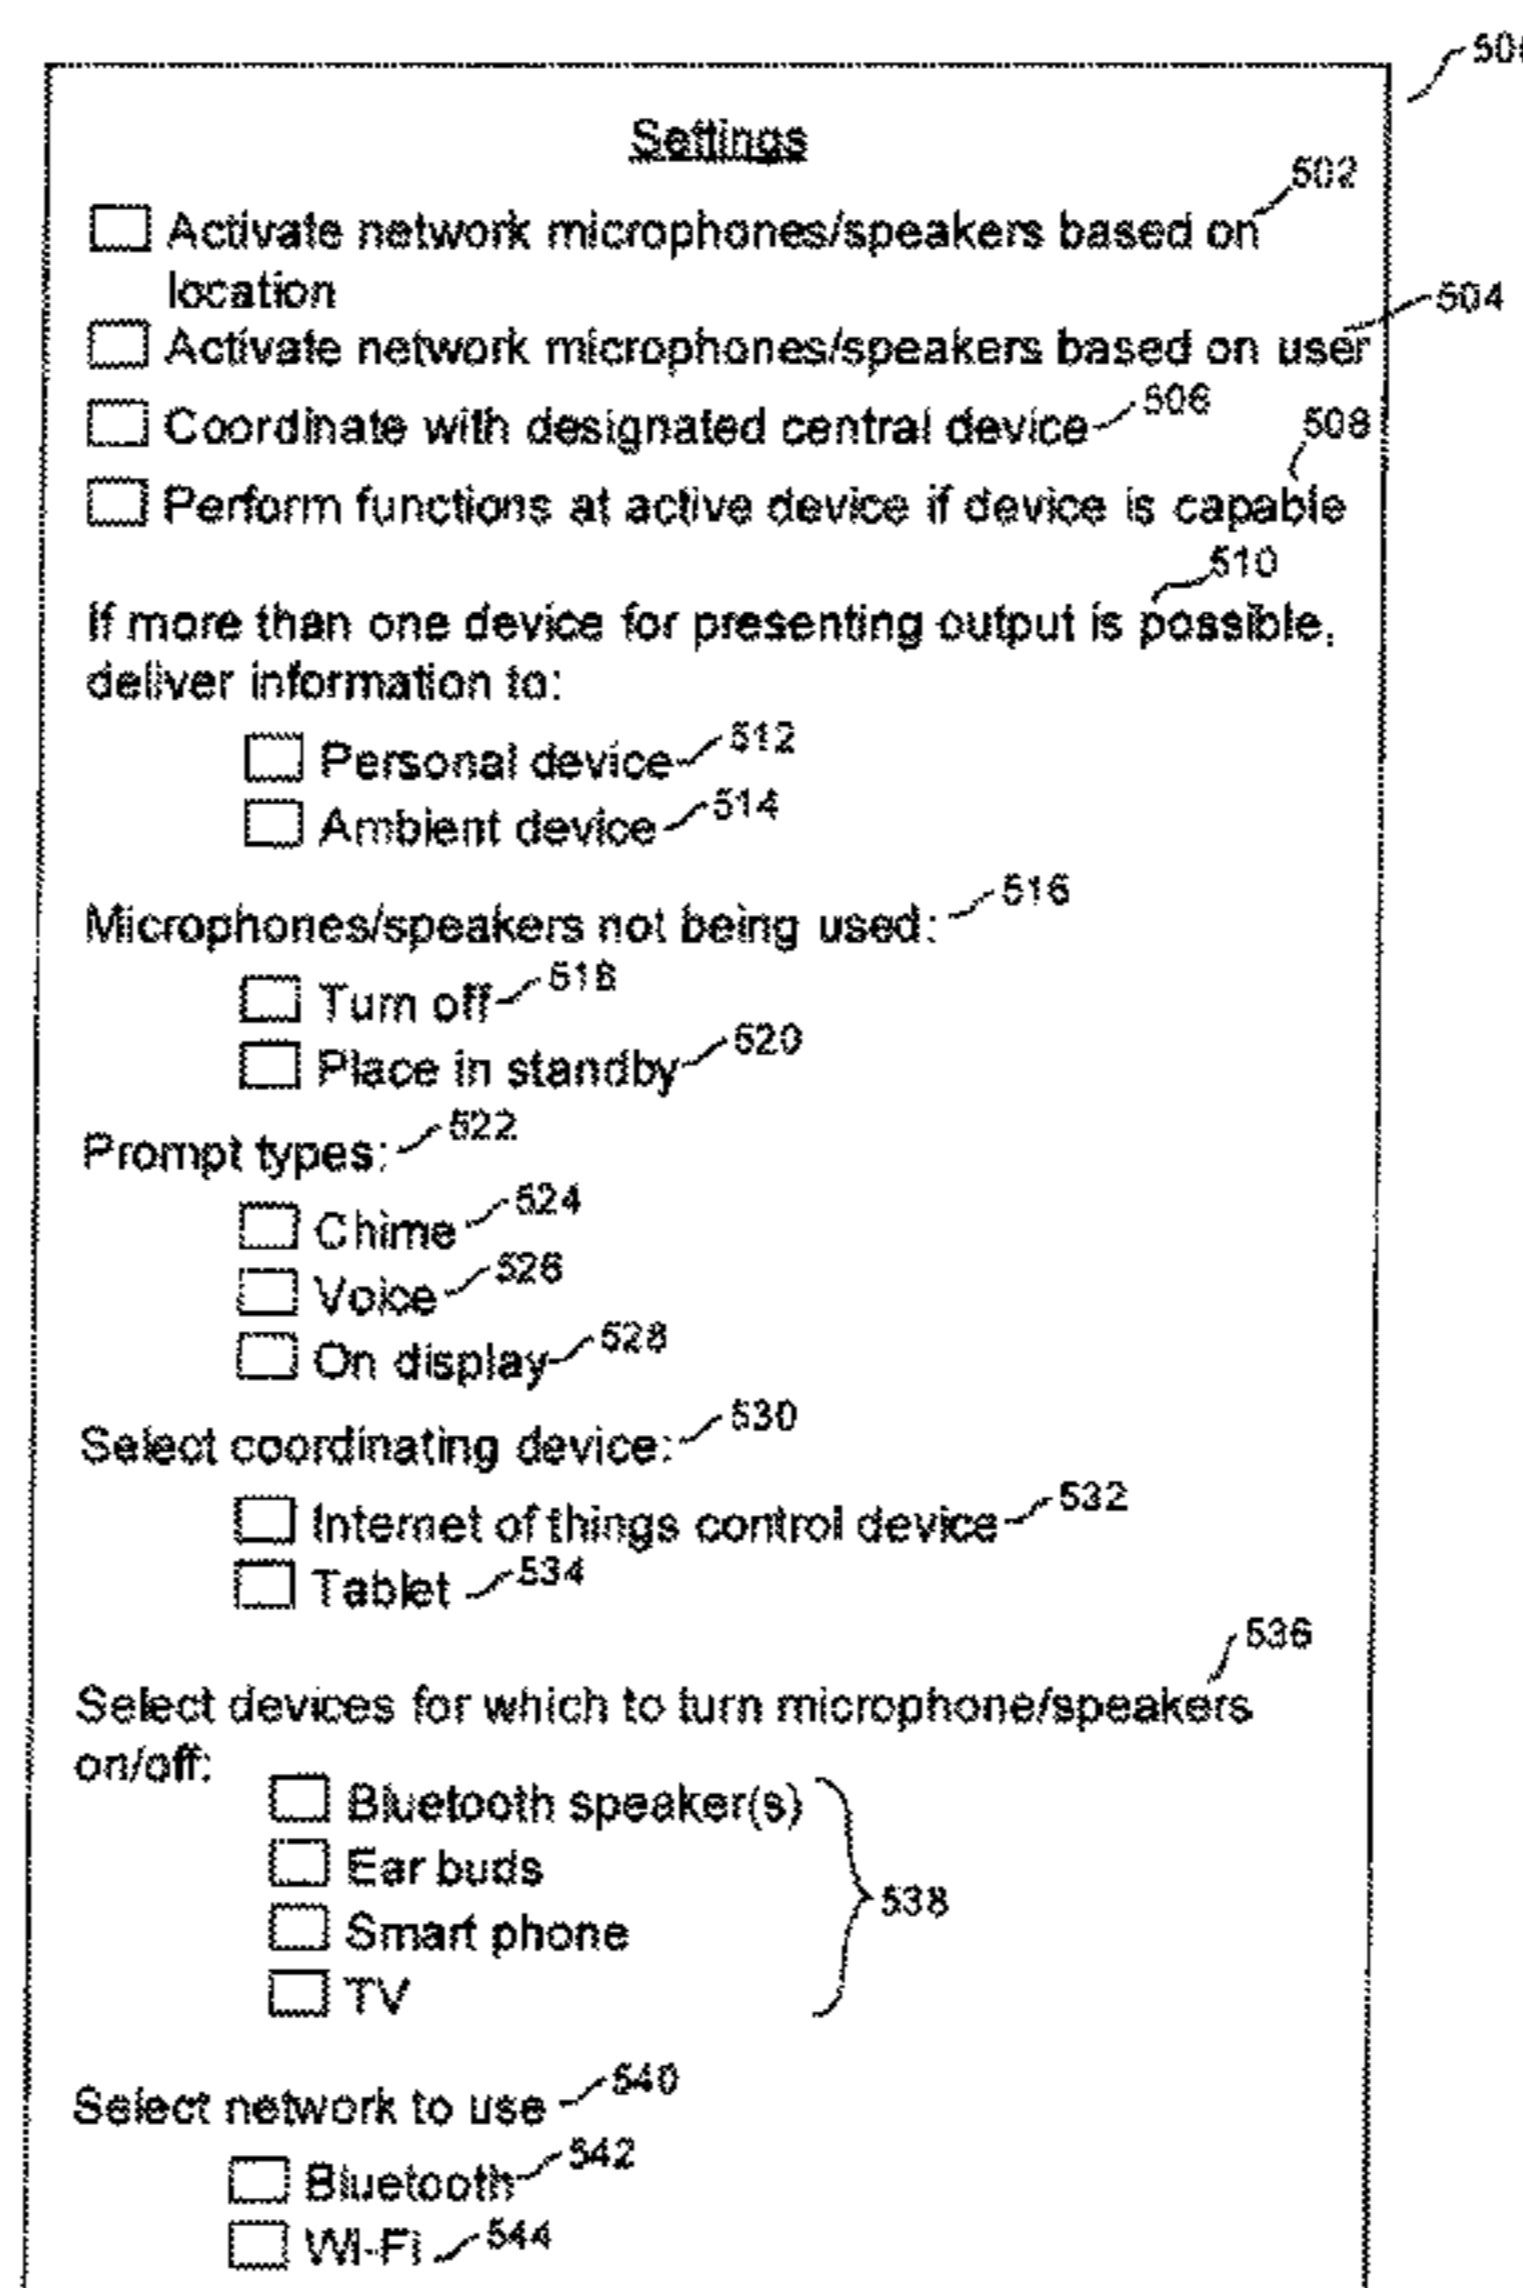 500
Settings
502
Activate network microphones/speakers based on
location
504
Activate network microphones/speakers based on user
506
Coordinate with designated central device
508
Perform functions at active device if device is capable
510
If more than one device for presenting output is possible,
deliver information to:
Personal device 512
Ambient device 514
Microphones/speakers not being used: 516
Turn off 518
Place in standby 520
Prompt types: 522
Chime 524
Voice 526
On display 528
Select coordinating device: 530
Internet of things control device 532
Tablet 534
536
Select devices for which to turn microphone/speakers
on/off:
Bluetooth speaker(s)
Ear buds
538
Smart phone
TV
Select network to use 540
Bluetooth 542
Wi-Fi 544